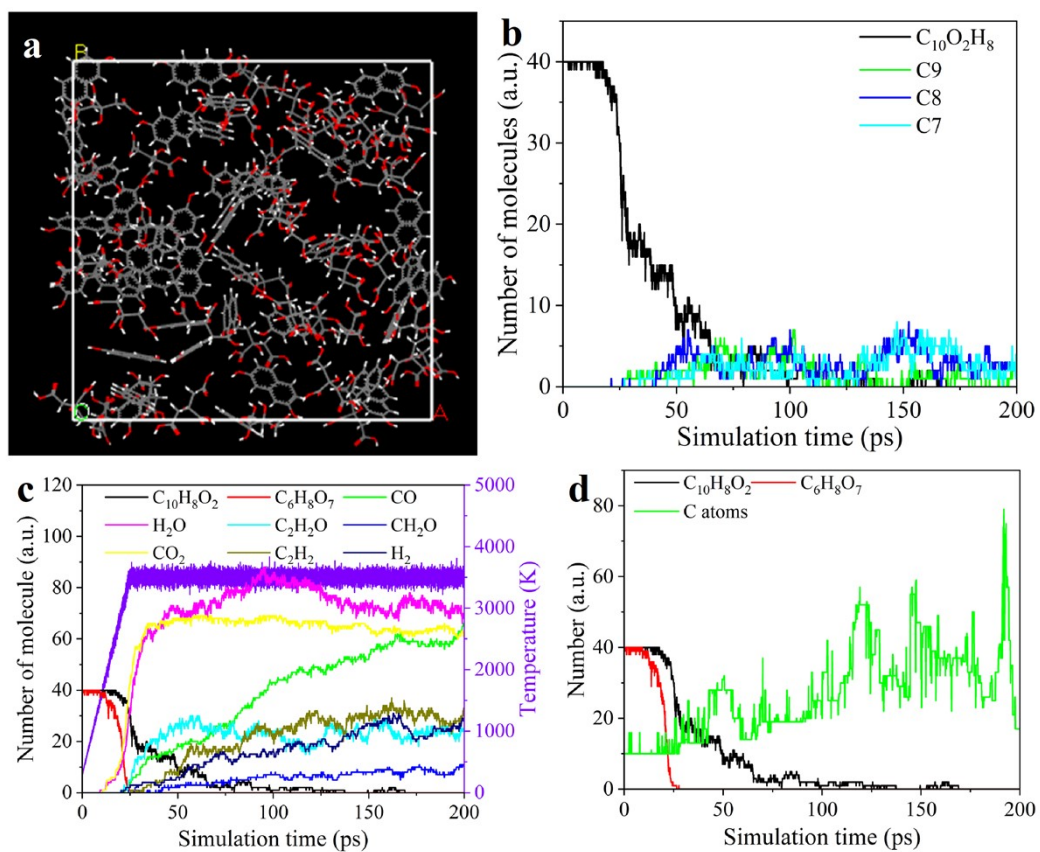 a
B
O
A
b
C₁₀O₂H₈
C9
C8
C7
Number of molecules (a.u.)
40
30
20
10
0
0 50 100 150 200
Simulation time (ps)
c
C₁₀H₈O₂ C₆H₈O₇ CO
H₂O C₂H₂O CH₂O
CO₂ C₂H₂ H₂
Number of molecule (a.u.)
120
100
80
60
40
20
0
Temperature (K)
5000
4000
3000
2000
1000
0
0 50 100 150 200
Simulation time (ps)
d
C₁₀H₈O₂ C₆H₈O₇
C atoms
Number (a.u.)
80
60
40
20
0
0 50 100 150 200
Simulation time (ps)